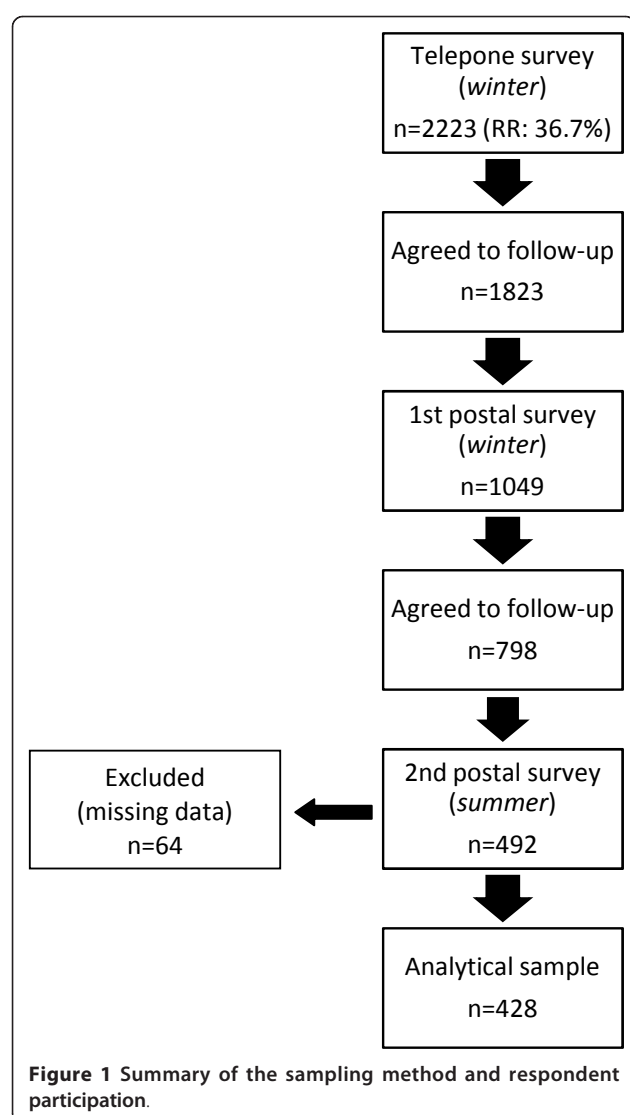 Telepone survey
(winter)
n=2223 (RR: 36.7%)
Agreed to follow-up
n=1823
1st postal survey
(winter)
n=1049
Agreed to follow-up
n=798
Excluded
(missing data)
n=64
2nd postal survey
(summer)
n=492
Analytical sample
n=428
Figure 1 Summary of the sampling method and respondent
participation.